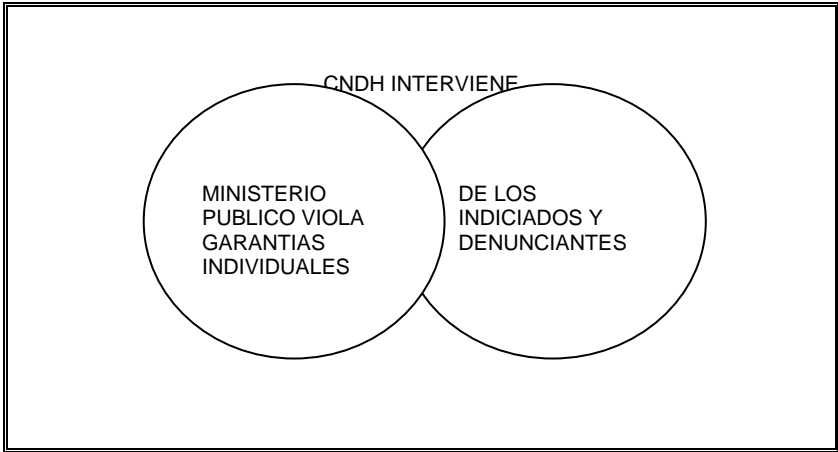 CNDH INTERVIENE
MINISTERIO
PUBLICO VIOLA
GARANTIAS
INDIVIDUALES
DE LOS
INDICIADOS Y
DENUNCIANTES